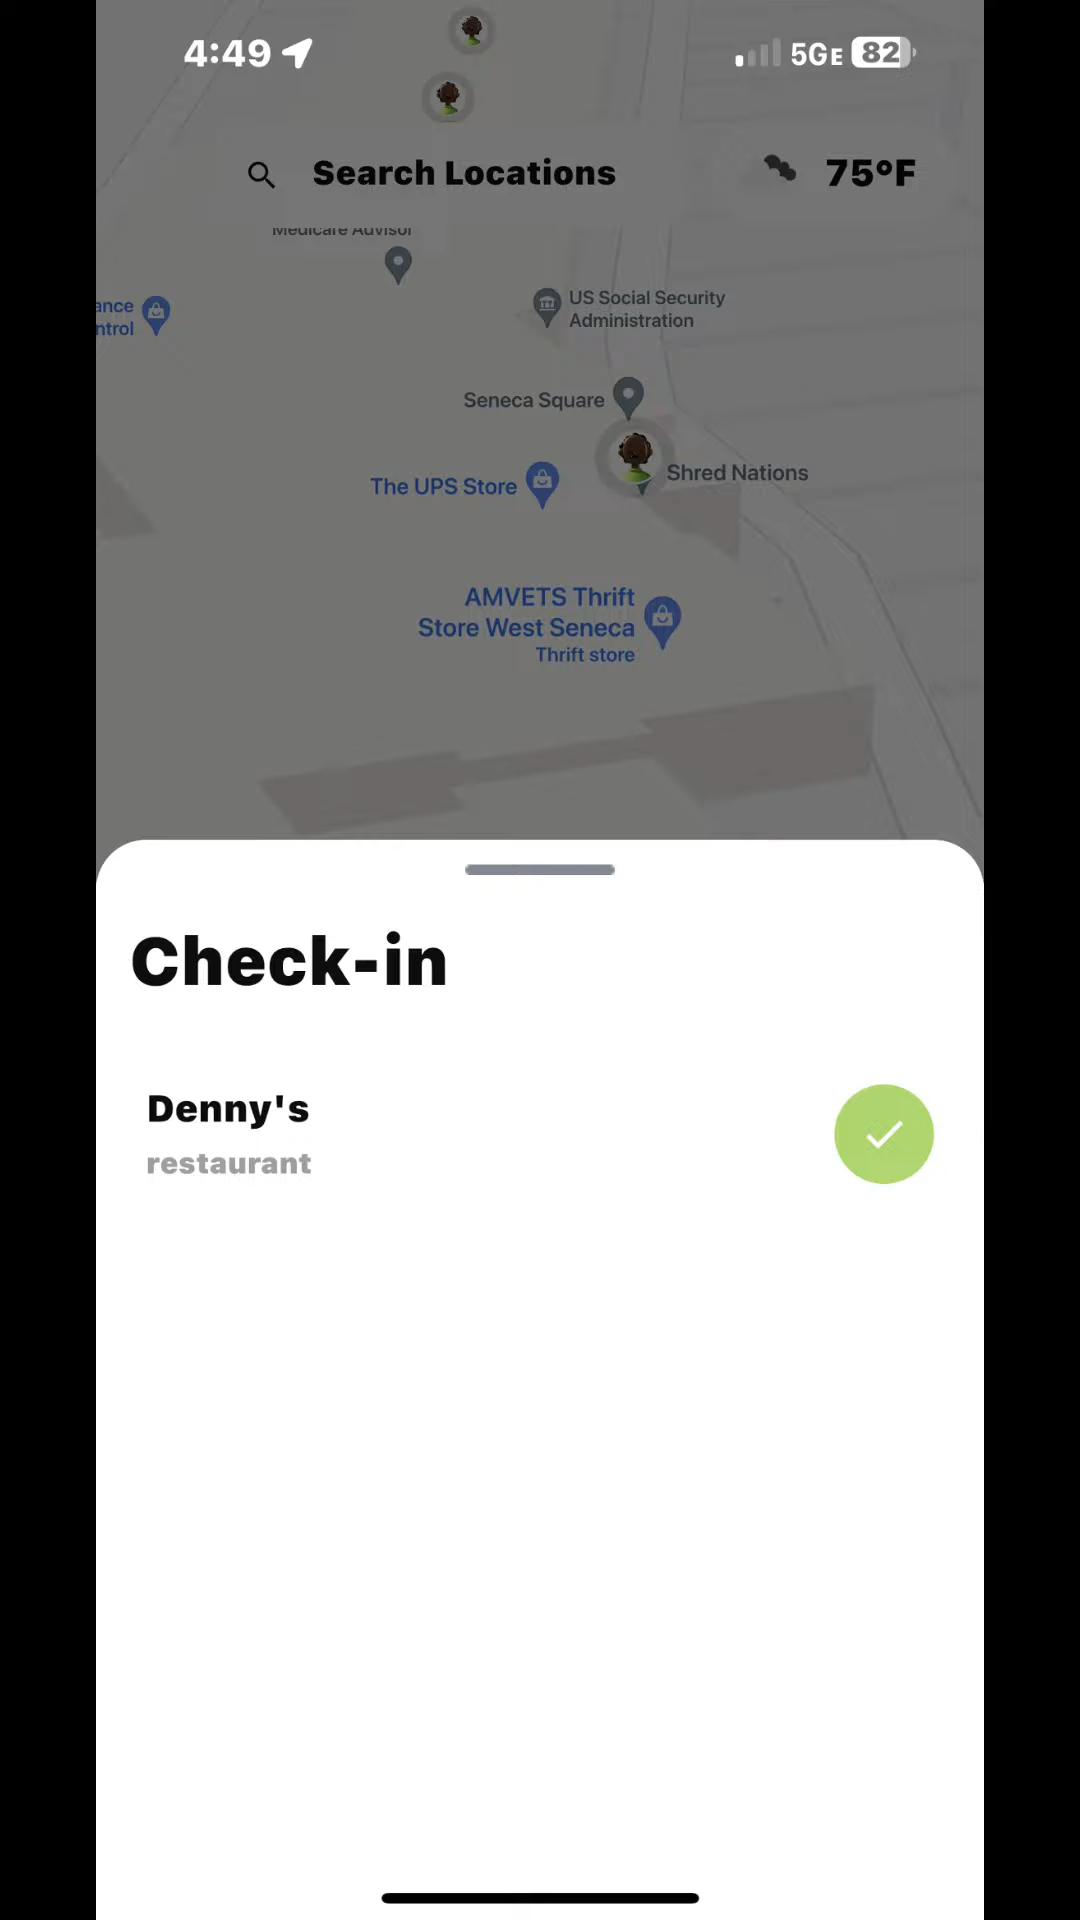 4:49
5GE 82
Search Locations
75°F
Medicare Advisor
ance
ntrol
US Social Security
Administration
Seneca Square
Shred Nations
The UPS Store
AMVETS Thrift
Store West Seneca
Thrift store
Check-in
Denny's
restaurant